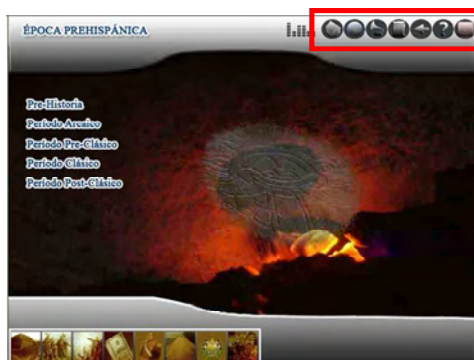 ÉPOCA PREHISPÁNICA
Pre-Historia
Período Arcaico
Período Pre-Clásico
Período Clásico
Período Post-Clásico